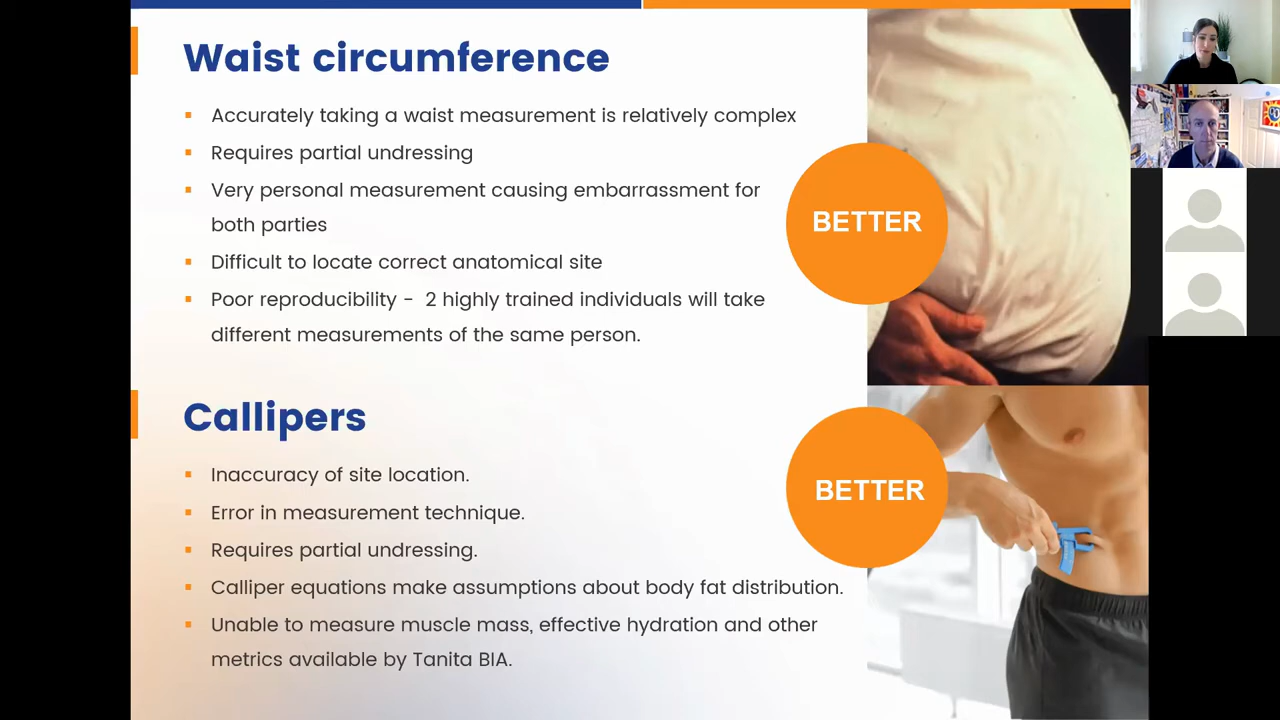 Waist circumference
Accurately taking a waist measurement is relatively complex
Requires partial undressing
Very personal measurement causing embarrassment for
both parties
Difficult to locate correct anatomical site
Poor reproducibility - 2 highly trained individuals will take
different measurements of the same person.
BETTER
Callipers
Inaccuracy of site location.
Error in measurement technique.
Requires partial undressing.
Calliper equations make assumptions about body fat distribution.
Unable to measure muscle mass, effective hydration and other
metrics available by Tanita BIA.
BETTER